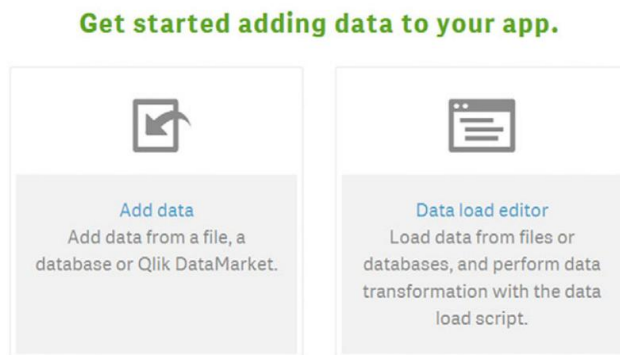 Get started adding data to your app.
Add data
Add data from a file, a
database or Qlik DataMarket.
Data load editor
Load data from files or
databases, and perform data
transformation with the data
load script.